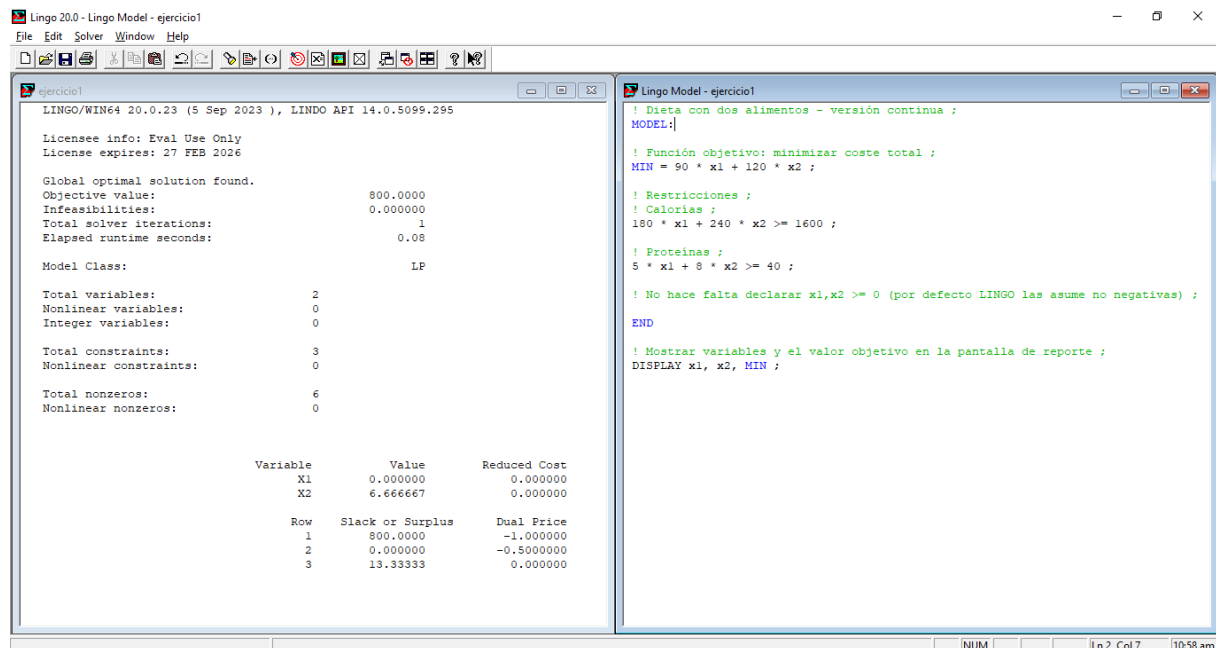 Lingo 20.0 - Lingo Model - ejercicio1
File Edit Solver Window Help
ejercicio1
LINGO/WIN64 20.0.23 (5 Sep 2023 ), LINDO API 14.0.5099.295
Licensee info: Eval Use Only
License expires: 27 FEB 2026
Global optimal solution found.
Objective value: 800.0000
Infeasibilities: 0.000000
Total solver iterations: 1
Elapsed runtime seconds: 0.08
Model Class: LP
Total variables: 2
Nonlinear variables: 0
Integer variables: 0
Total constraints: 3
Nonlinear constraints: 0
Total nonzeros: 6
Nonlinear nonzeros: 0
Variable Value Reduced Cost
X1 0.000000 0.000000
X2 6.666667 0.000000
Row Slack or Surplus Dual Price
1 800.0000 -1.000000
2 0.000000 -0.5000000
3 13.33333 0.000000
Lingo Model - ejercicio1
! Dieta con dos alimentos - versión continua ;
MODEL:
! Función objetivo: minimizar coste total ;
MIN = 90 * x1 + 120 * x2 ;
! Restricciones ;
! Calorías ;
180 * x1 + 240 * x2 >= 1600 ;
! Proteínas ;
5 * x1 + 8 * x2 >= 40 ;
! No hace falta declarar x1,x2 >= 0 (por defecto LINGO las asume no negativas) ;
END
! Mostrar variables y el valor objetivo en la pantalla de reporte ;
DISPLAY x1, x2, MIN ;
NUM Ln 2, Col 7 10:58 am